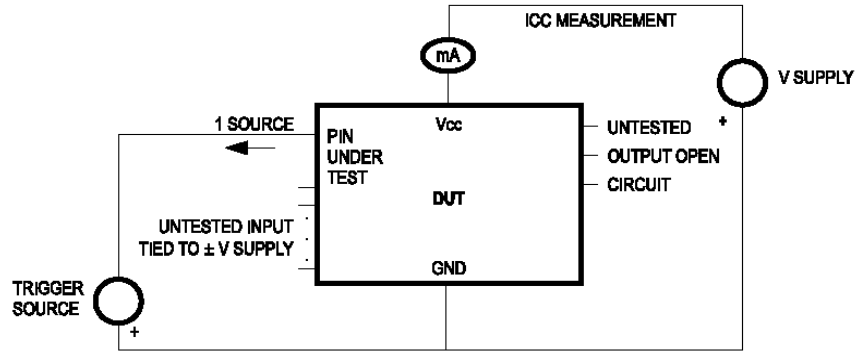 ICC MEASUREMENT
mA
V SUPPLY
+
1 SOURCE
Vcc
PIN
UNDER
TEST
UNTESTED
OUTPUT OPEN
CIRCUIT
DUT
UNTESTED INPUT
TIED TO ± V SUPPLY
GND
TRIGGER
SOURCE
+